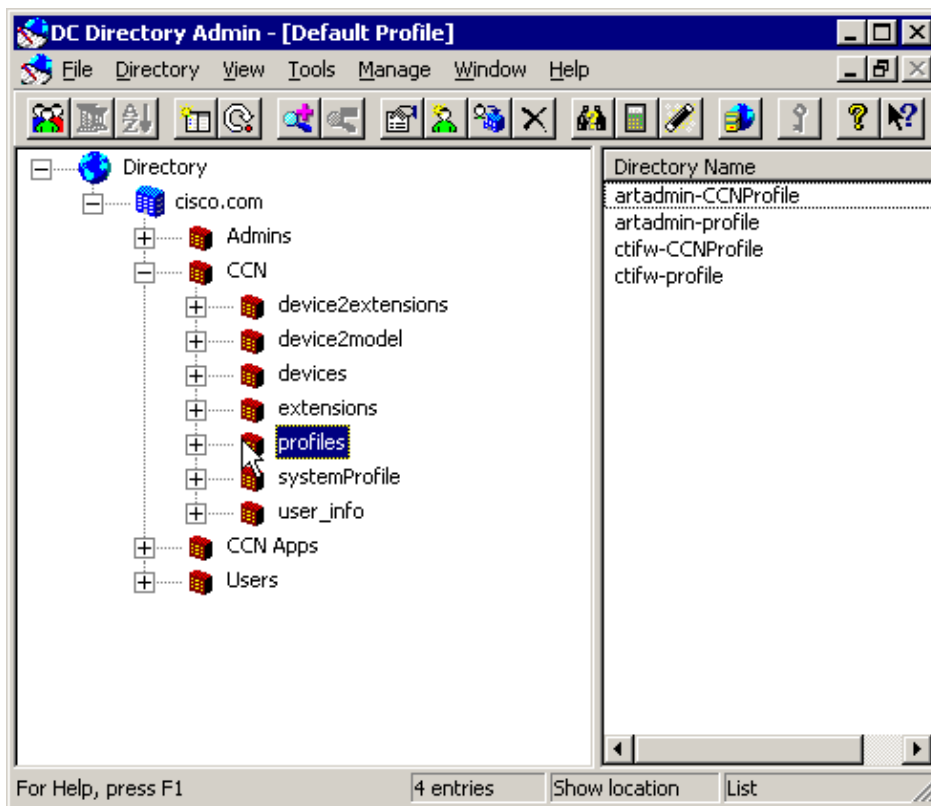 DC Directory Admin - [Default Profile]
File Directory View Tools Manage Window Help
Directory
cisco.com
Admins
CCN
device2extensions
device2model
devices
extensions
profiles
systemProfile
user_info
CCN Apps
Users
Directory Name
artadmin-CCNProfile
artadmin-profile
ctifw-CCNProfile
ctifw-profile
For Help, press F1 4 entries Show location List